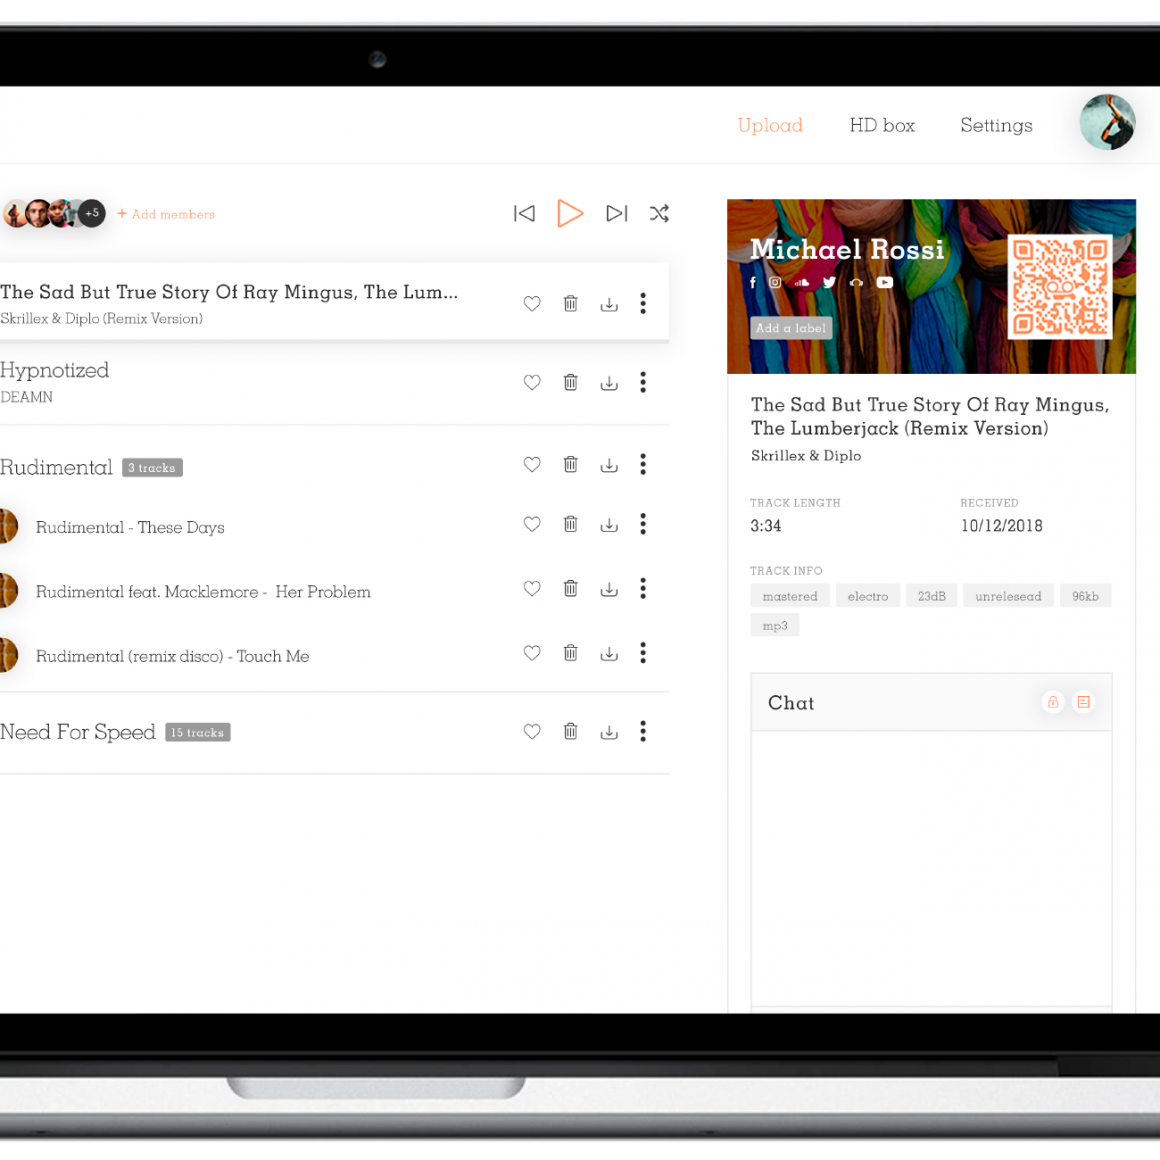 Upload HD box Settings
+5 + Add members
The Sad But True Story Of Ray Mingus, The Lum...
Skrillex & Diplo (Remix Version)
Hypnotized
DEAMN
Rudimental 3 tracks
Rudimental - These Days
Rudimental feat. Macklemore - Her Problem
Rudimental (remix disco) - Touch Me
Need For Speed 15 tracks
Michael Rossi
Add a label
The Sad But True Story Of Ray Mingus,
The Lumberjack (Remix Version)
Skrillex & Diplo
TRACK LENGTH RECEIVED
3:34 10/12/2018
TRACK INFO
mastered electro 23dB unrelesead 96kb
mp3
Chat